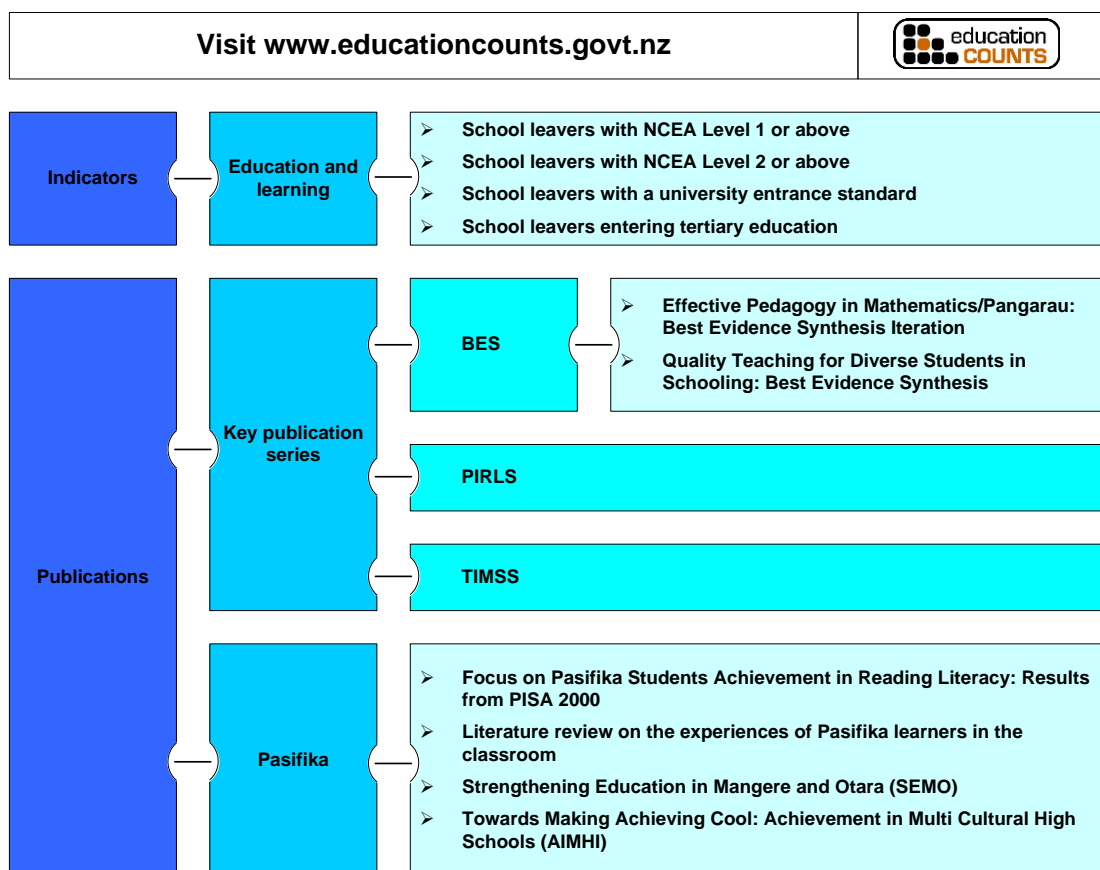 Visit www.educationcounts.govt.nz
education
COUNTS
Indicators
Education and
learning
➢ School leavers with NCEA Level 1 or above
➢ School leavers with NCEA Level 2 or above
➢ School leavers with a university entrance standard
➢ School leavers entering tertiary education
Publications
Key publication
series
BES
➢ Effective Pedagogy in Mathematics/Pangarau:
Best Evidence Synthesis Iteration
➢ Quality Teaching for Diverse Students in
Schooling: Best Evidence Synthesis
PIRLS
TIMSS
Pasifika
➢ Focus on Pasifika Students Achievement in Reading Literacy: Results
from PISA 2000
➢ Literature review on the experiences of Pasifika learners in the
classroom
➢ Strengthening Education in Mangere and Otara (SEMO)
➢ Towards Making Achieving Cool: Achievement in Multi Cultural High
Schools (AIMHI)